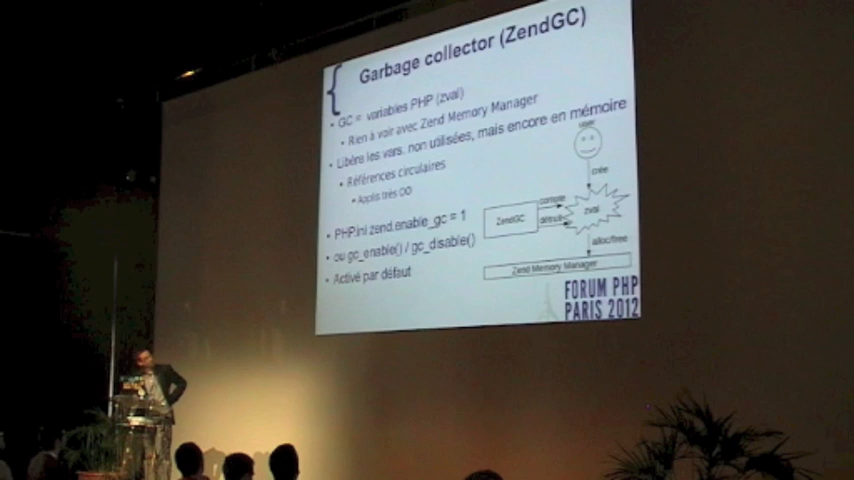 Garbage collector (ZendGC)
GC = variables PHP (zval)
Rien à voir avec Zend Memory Manager
Libère les vars. non utilisées, mais encore en mémoire
Références circulaires
Applis très OO
PHP.ini zend.enable_gc = 1
ou gc_enable() / gc_disable()
Activé par défaut
user
crée
compte
ZendGC
zval
détruit
alloc/free
Zend Memory Manager
FORUM PHP
PARIS 2012